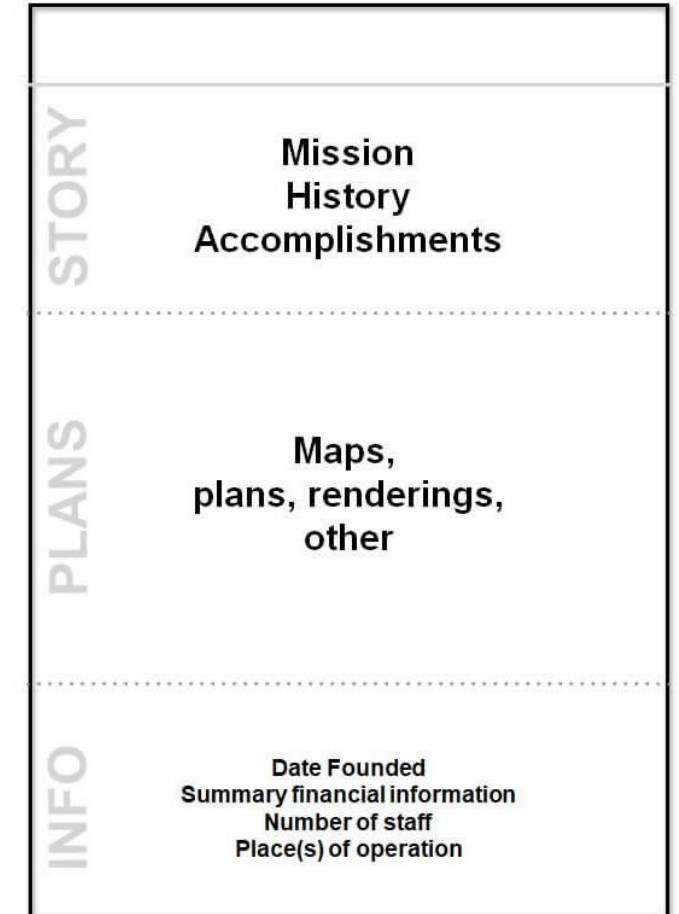 STORY
Mission
History
Accomplishments
PLANS
Maps,
plans, renderings,
other
INFO
Date Founded
Summary financial information
Number of staff
Place(s) of operation